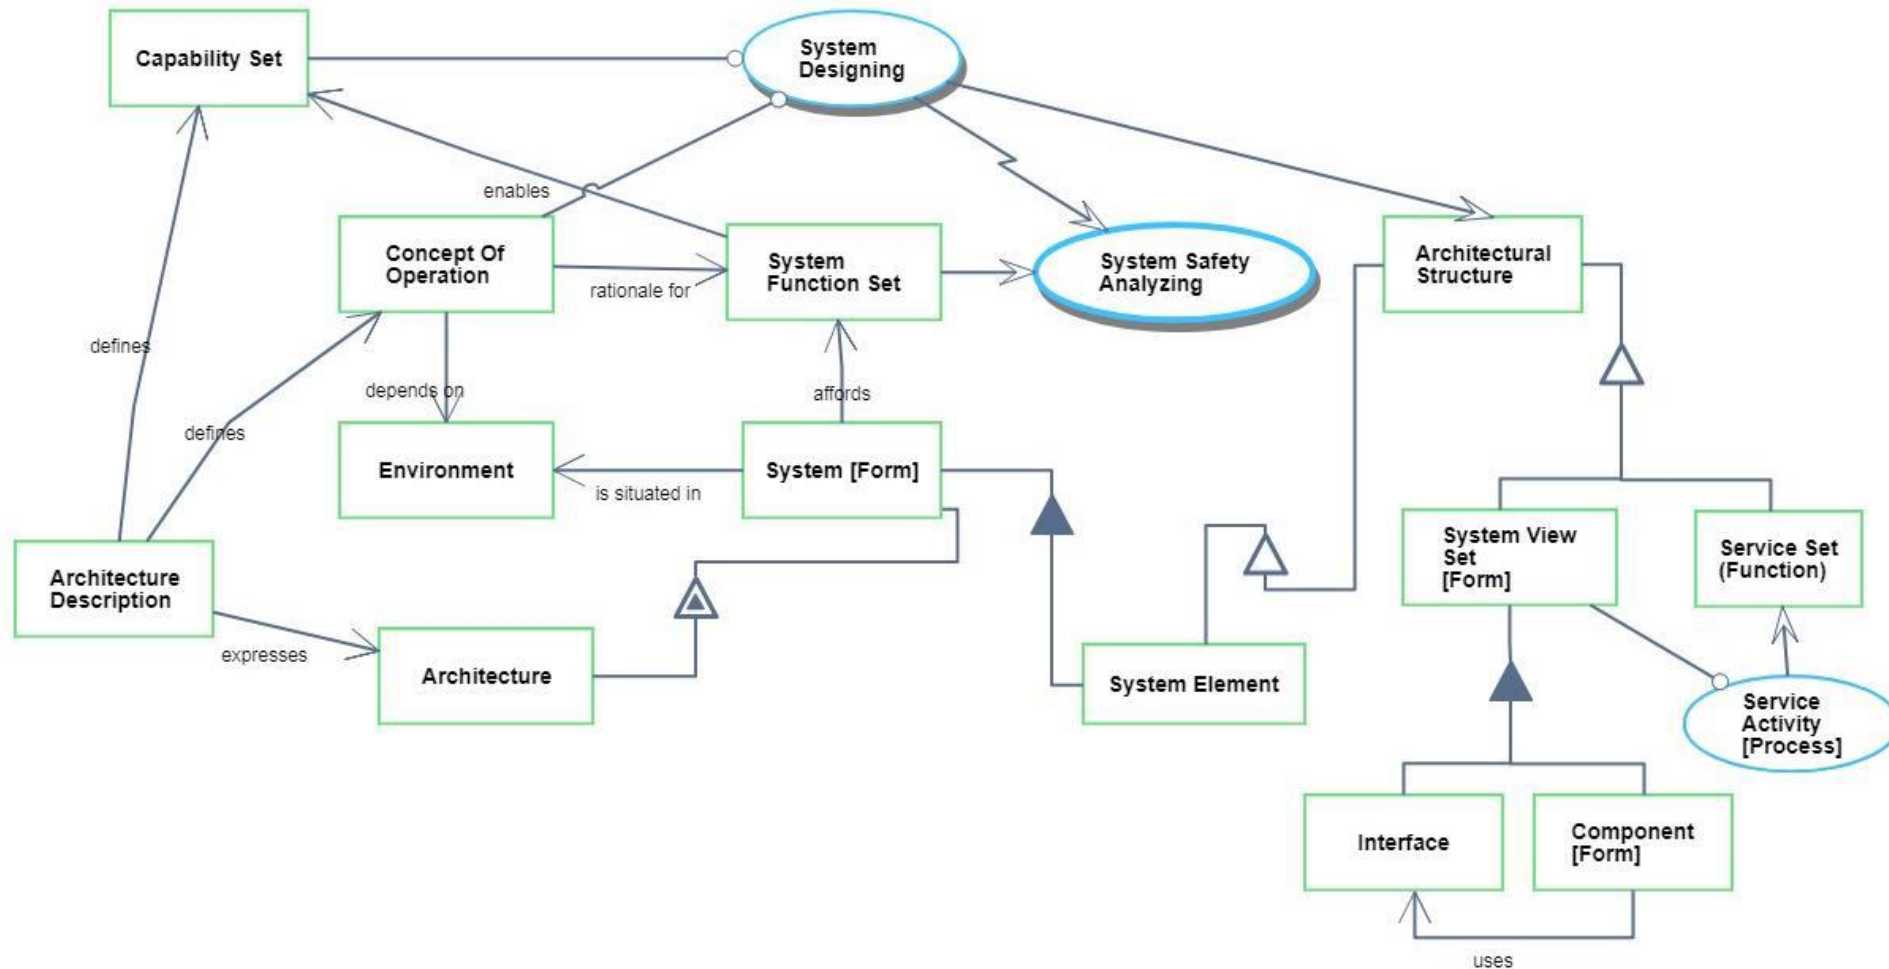 Capability Set
System
Designing
enables
Concept Of
Operation
rationale for
System
Function Set
System Safety
Analyzing
Architectural
Structure
defines
defines
depends on
affords
Environment
is situated in
System [Form]
Architecture
Description
expresses
Architecture
System Element
System View
Set
[Form]
Service Set
(Function)
Service
Activity
[Process]
Interface
Component
[Form]
uses